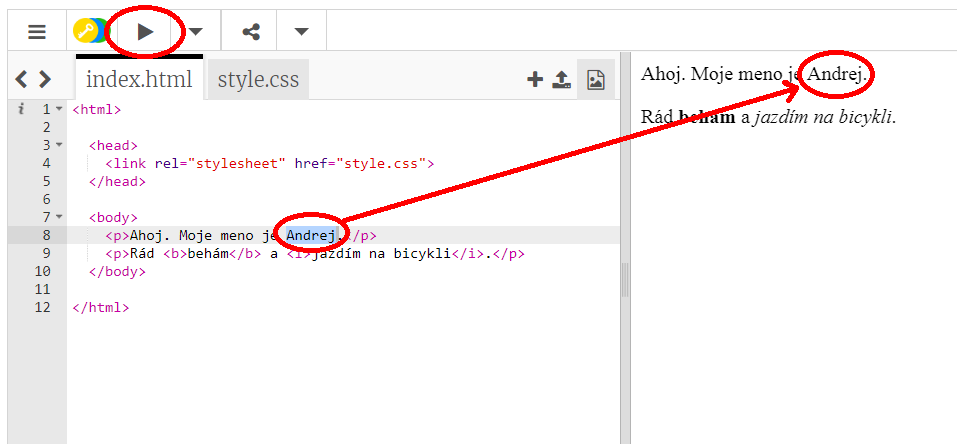 index.html style.css
i 1 <html>
2
3 <head>
4 <link rel="stylesheet" href="style.css">
5 </head>
6
7 <body>
8 <p>Ahoj. Moje meno je Andrej.</p>
9 <p>Rád <b>behám</b> a <i>jazdím na bicykli</i>.</p>
10 </body>
11
12 </html>
Ahoj. Moje meno je Andrej.
Rád behám a jazdím na bicykli.